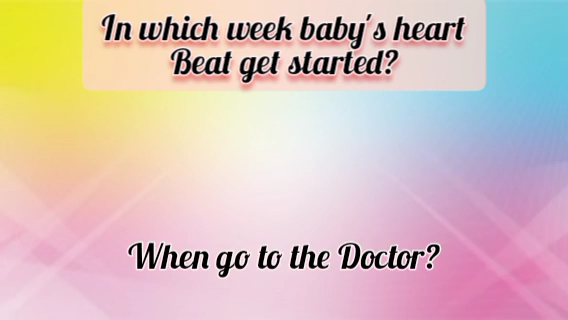 In which week baby's heart
Beat get started?
When go to the Doctor?